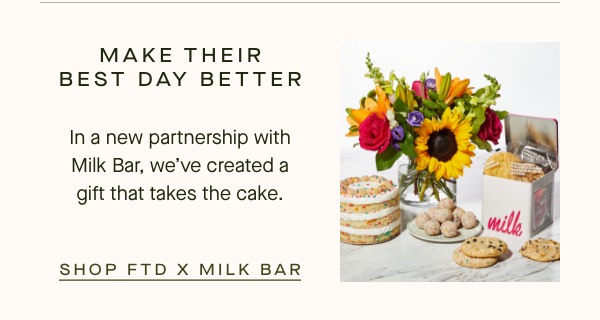 MAKE THEIR
BEST DAY BETTER
In a new partnership with
Milk Bar, we've created a
gift that takes the cake.
SHOP FTD X MILK BAR
milk